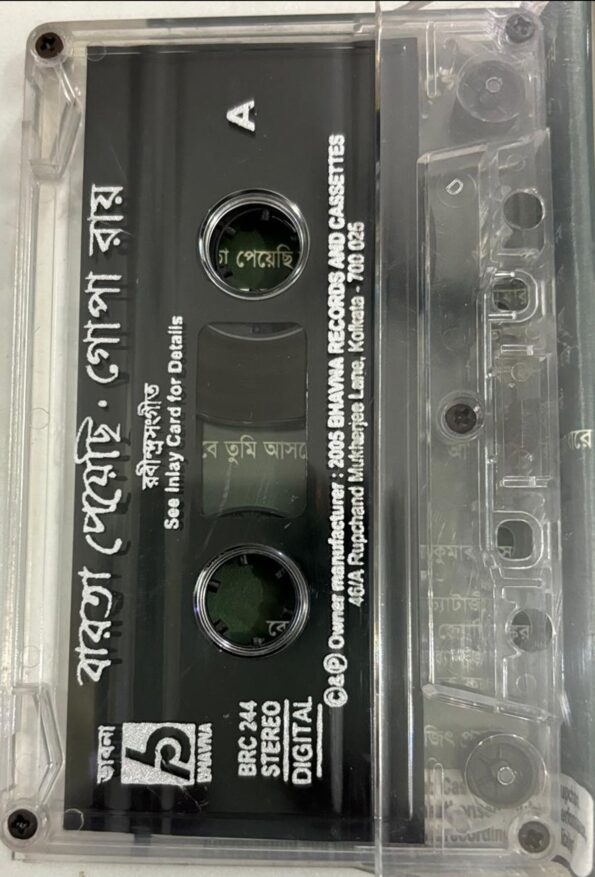 বারতা পেয়েছি · গোপা রায়
রবীন্দ্রসংগীত
See Inlay Card for Details
A
ভাবনা
BHAVNA
BRC 244
STEREO
DIGITAL
©&℗ Owner manufacturer : 2005 BHAVNA RECORDS AND CASSETTES
46/A Rupchand Mukherjee Lane, Kolkata - 700 025
পেয়েছি
তুমি